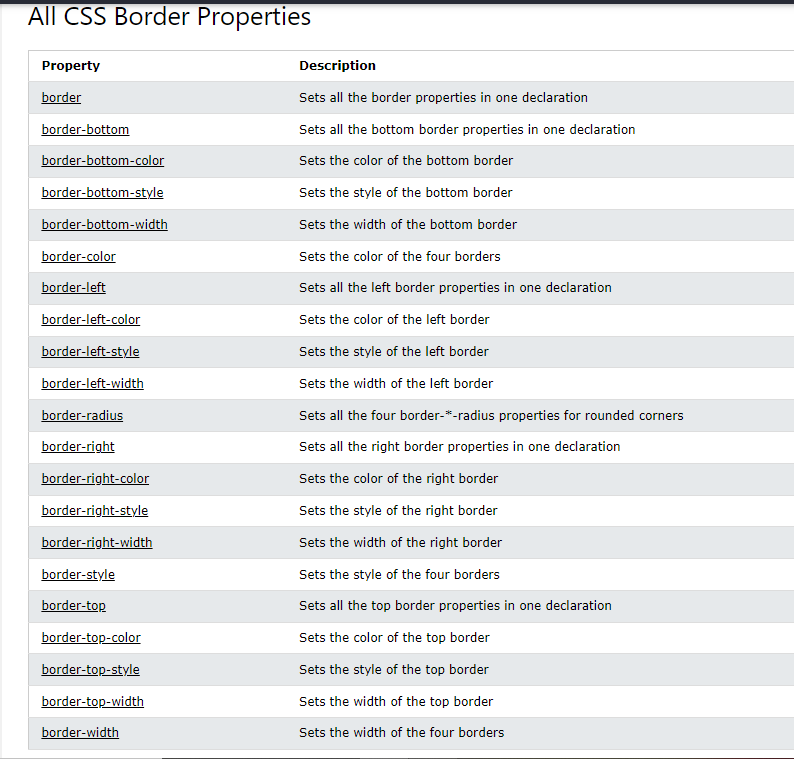 All CSS Border Properties
Property Description
border Sets all the border properties in one declaration
border-bottom Sets all the bottom border properties in one declaration
border-bottom-color Sets the color of the bottom border
border-bottom-style Sets the style of the bottom border
border-bottom-width Sets the width of the bottom border
border-color Sets the color of the four borders
border-left Sets all the left border properties in one declaration
border-left-color Sets the color of the left border
border-left-style Sets the style of the left border
border-left-width Sets the width of the left border
border-radius Sets all the four border-*-radius properties for rounded corners
border-right Sets all the right border properties in one declaration
border-right-color Sets the color of the right border
border-right-style Sets the style of the right border
border-right-width Sets the width of the right border
border-style Sets the style of the four borders
border-top Sets all the top border properties in one declaration
border-top-color Sets the color of the top border
border-top-style Sets the style of the top border
border-top-width Sets the width of the top border
border-width Sets the width of the four borders